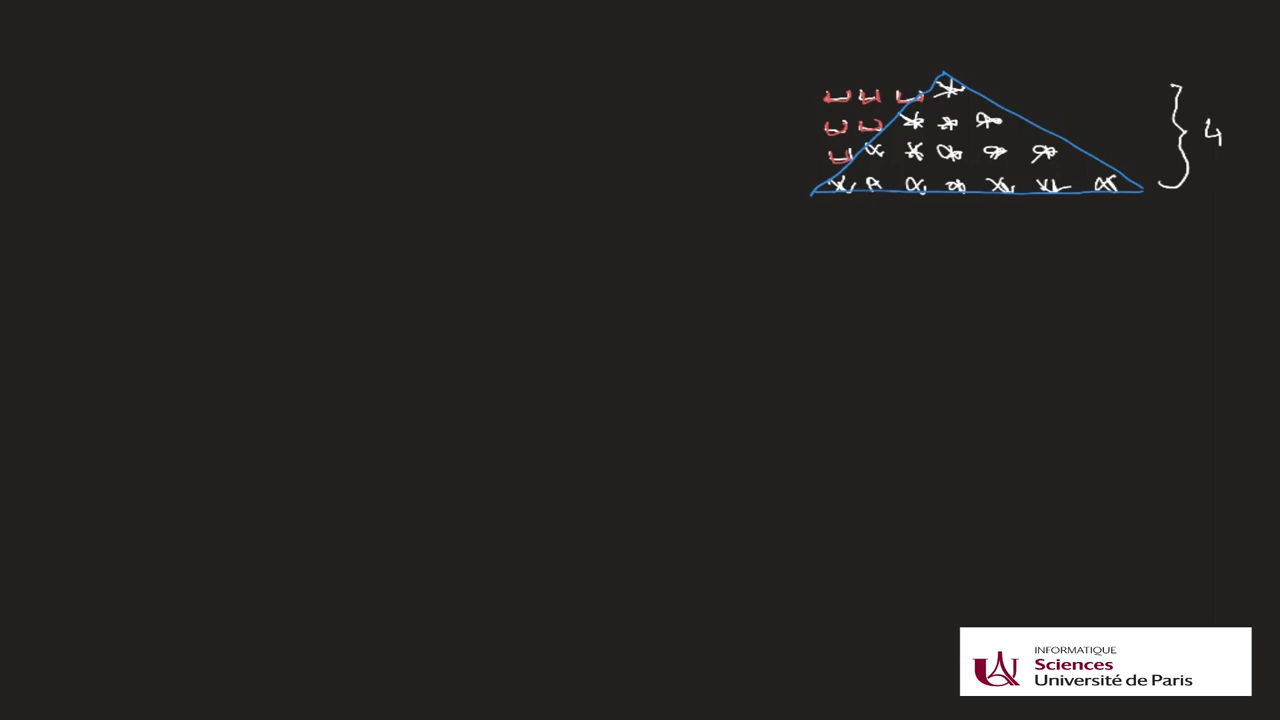 ␣ ␣ ␣ *
␣ ␣ * * *
␣ * * * * *
* * * * * * *
4
INFORMATIQUE
Sciences
Université de Paris